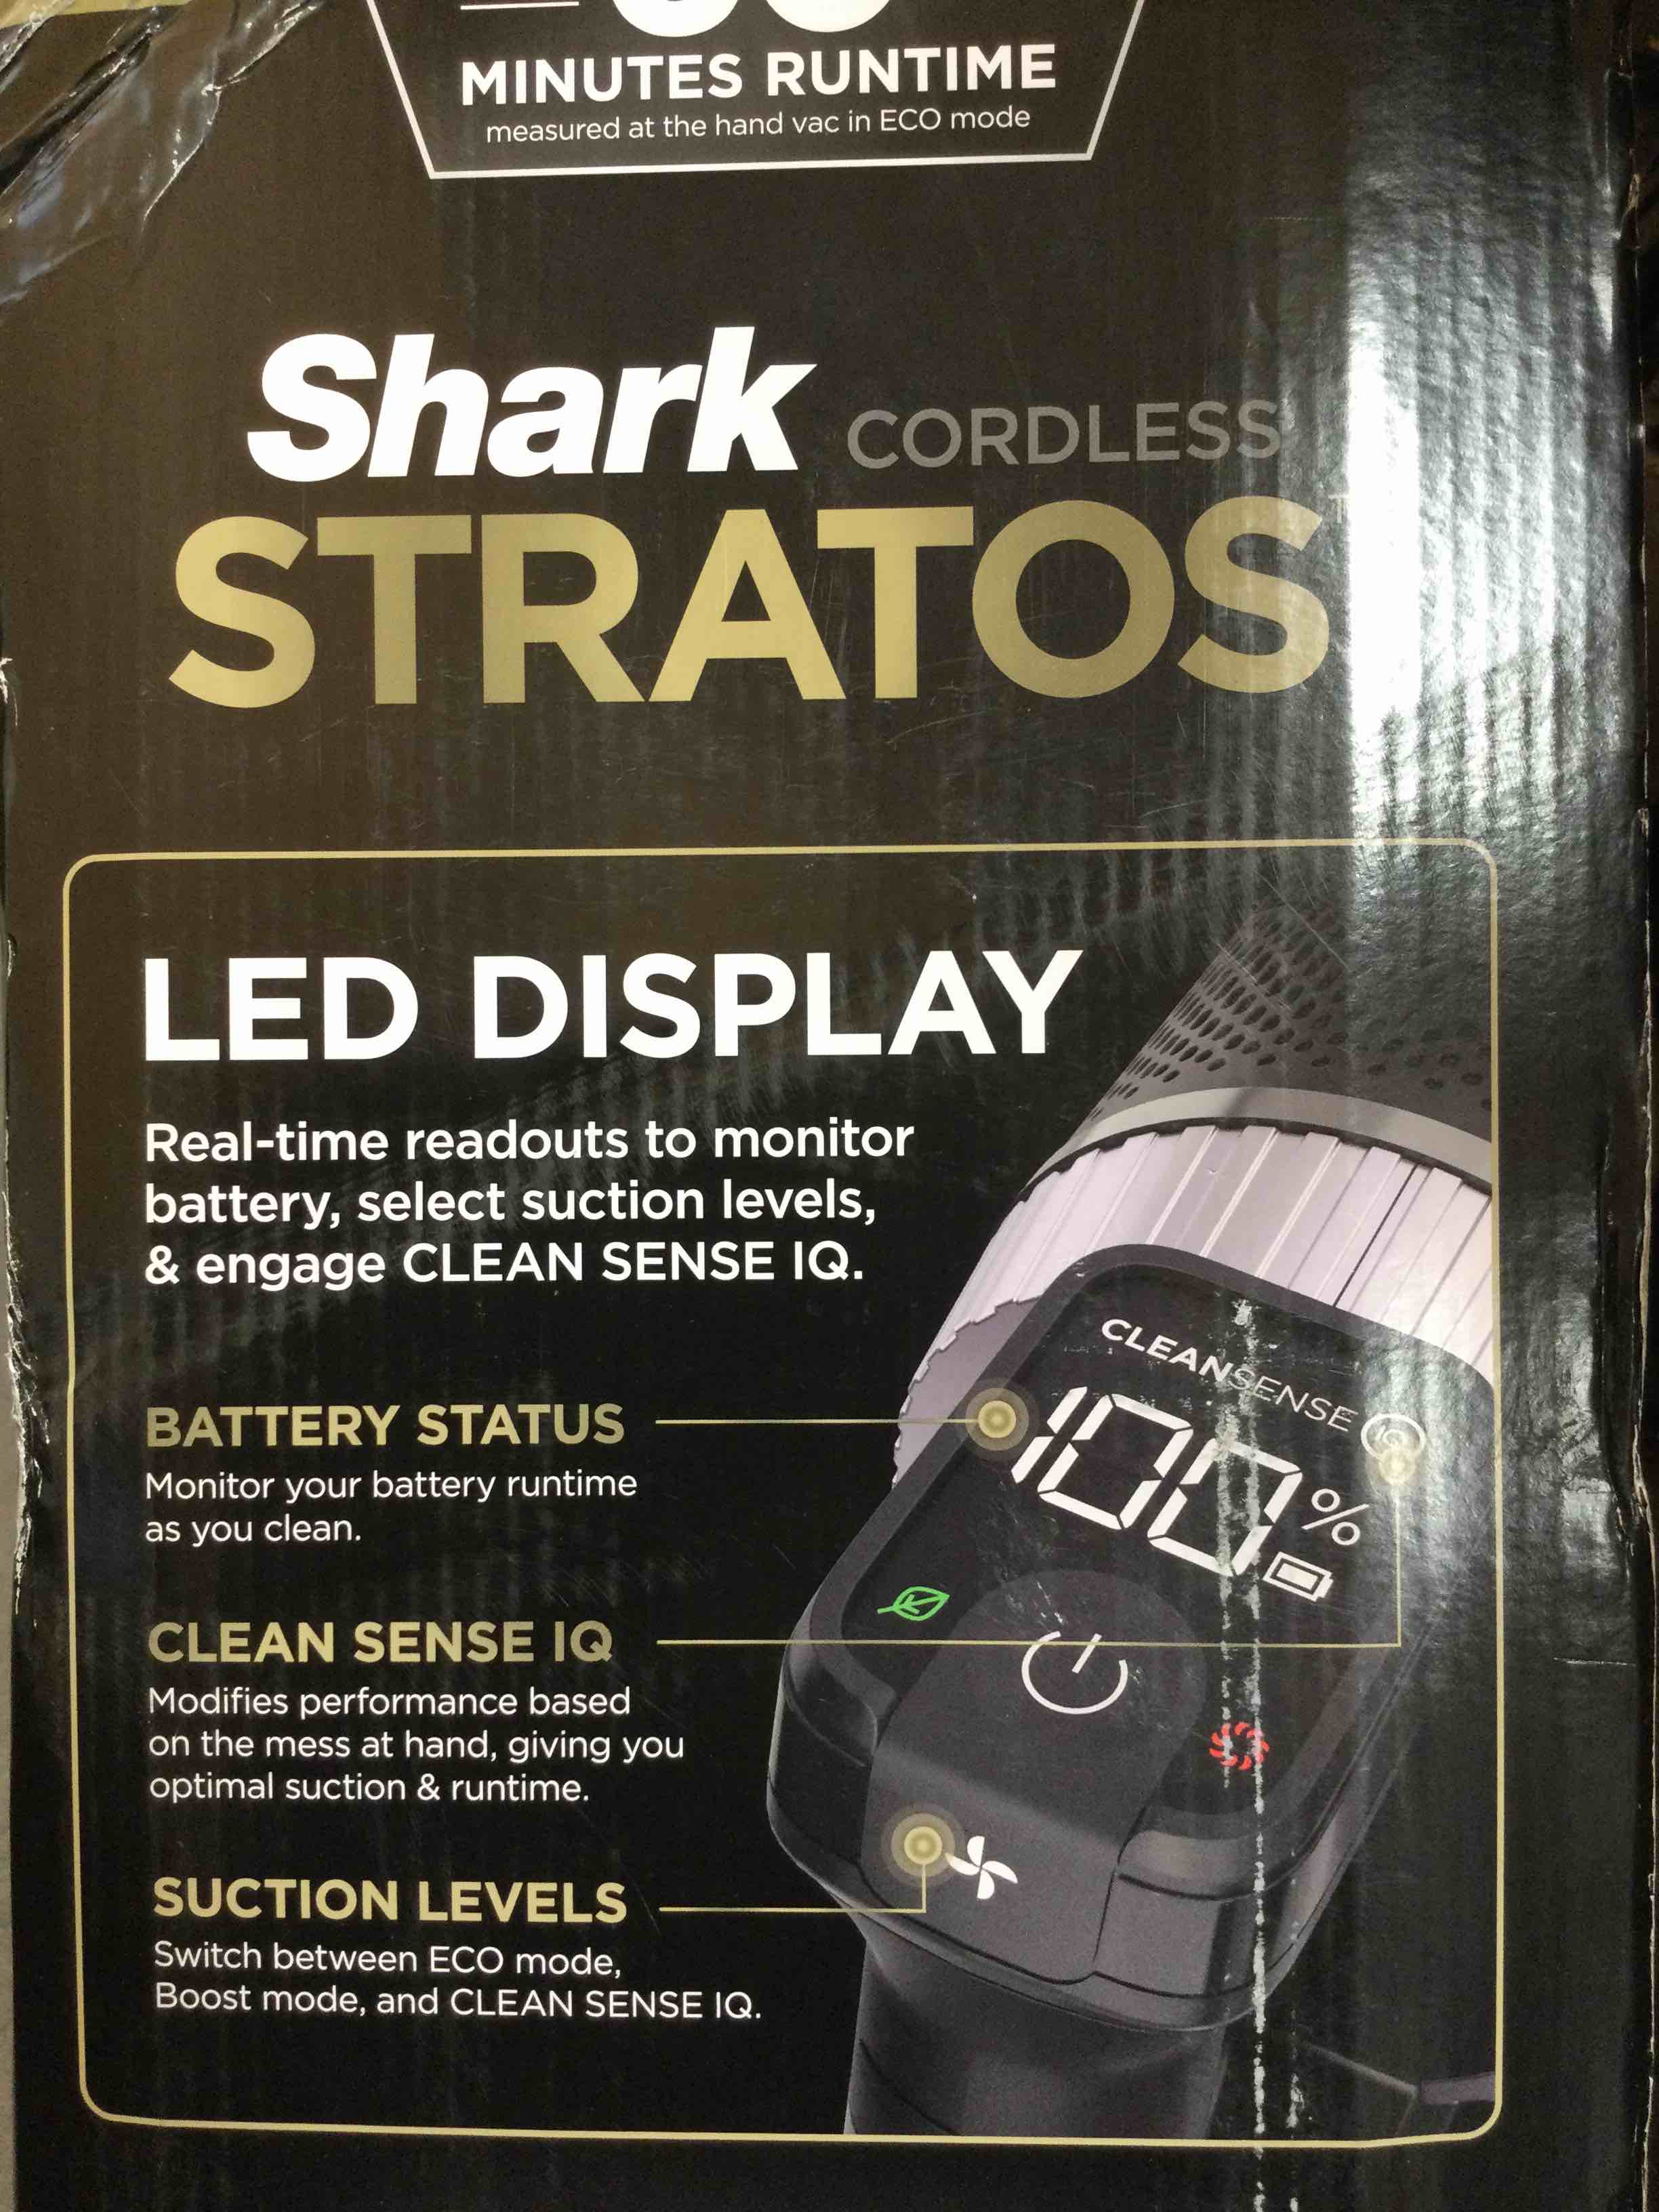 MINUTES RUNTIME
measured at the hand vac in ECO mode
Shark CORDLESS
STRATOS
LED DISPLAY
Real-time readouts to monitor
battery, select suction levels,
& engage CLEAN SENSE IQ.
CLEANSENSE
100%
BATTERY STATUS
Monitor your battery runtime
as you clean.
CLEAN SENSE IQ
Modifies performance based
on the mess at hand, giving you
optimal suction & runtime.
SUCTION LEVELS
Switch between ECO mode,
Boost mode, and CLEAN SENSE IQ.